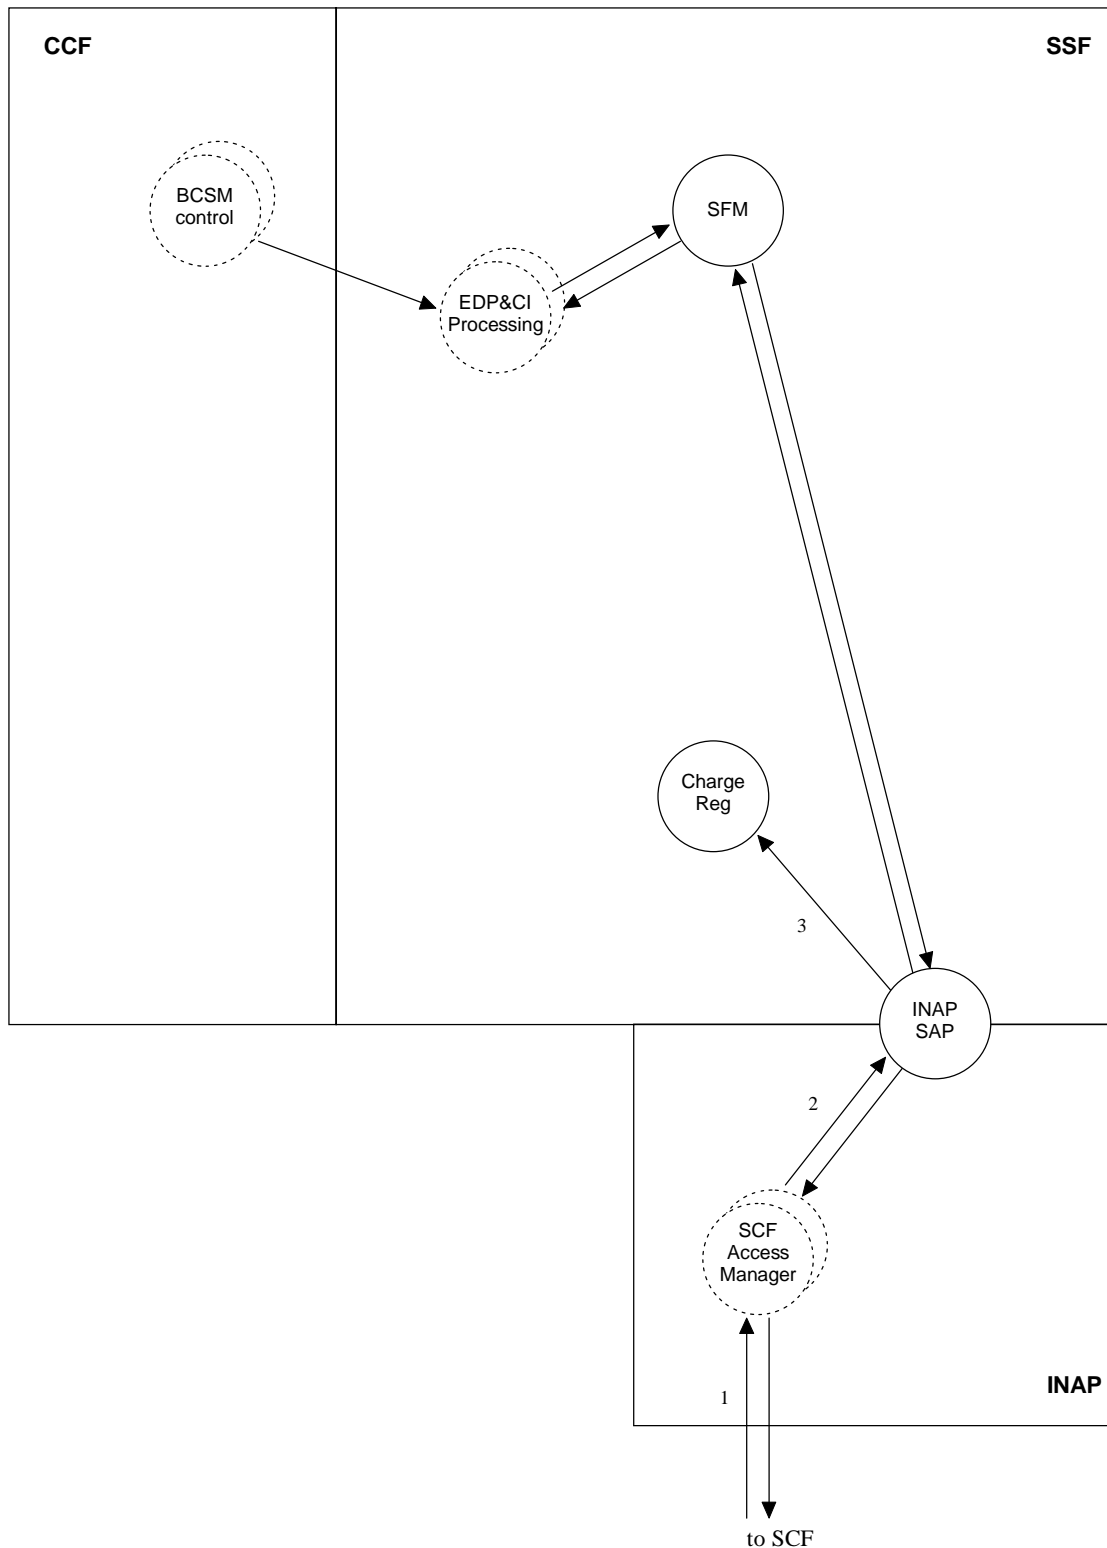 CCF
SSF
BCSM
control
SFM
EDP&CI
Processing
Charge
Reg
3
INAP
SAP
2
SCF
Access
Manager
INAP
1
to SCF